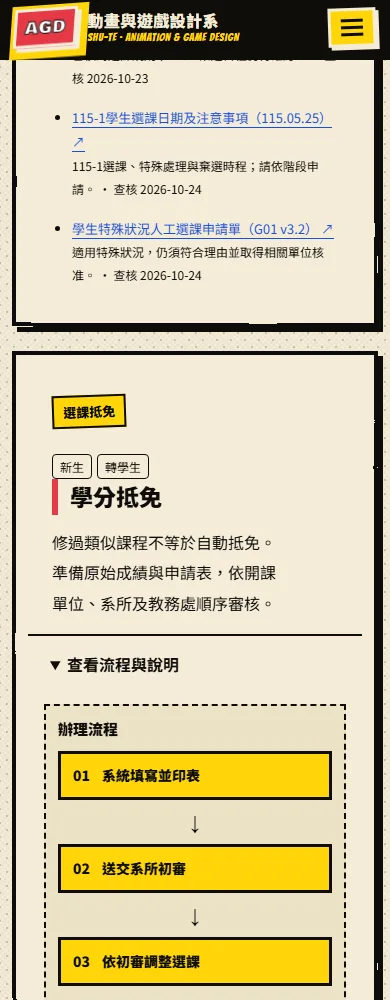 AGD
動畫與遊戲設計系
SHU-TE · ANIMATION & GAME DESIGN
核 2026-10-23
115-1學生選課日期及注意事項（115.05.25）
↗
115-1選課、特殊處理與棄選時程；請依階段申
請。 · 查核 2026-10-24
學生特殊狀況人工選課申請單（G01 v3.2） ↗
適用特殊狀況，仍須符合理由並取得相關單位核
准。 · 查核 2026-10-24
選課抵免
新生 轉學生
學分抵免
修過類似課程不等於自動抵免。
準備原始成績與申請表，依開課
單位、系所及教務處順序審核。
▼ 查看流程與說明
辦理流程
01 系統填寫並印表
↓
02 送交系所初審
↓
03 依初審調整選課